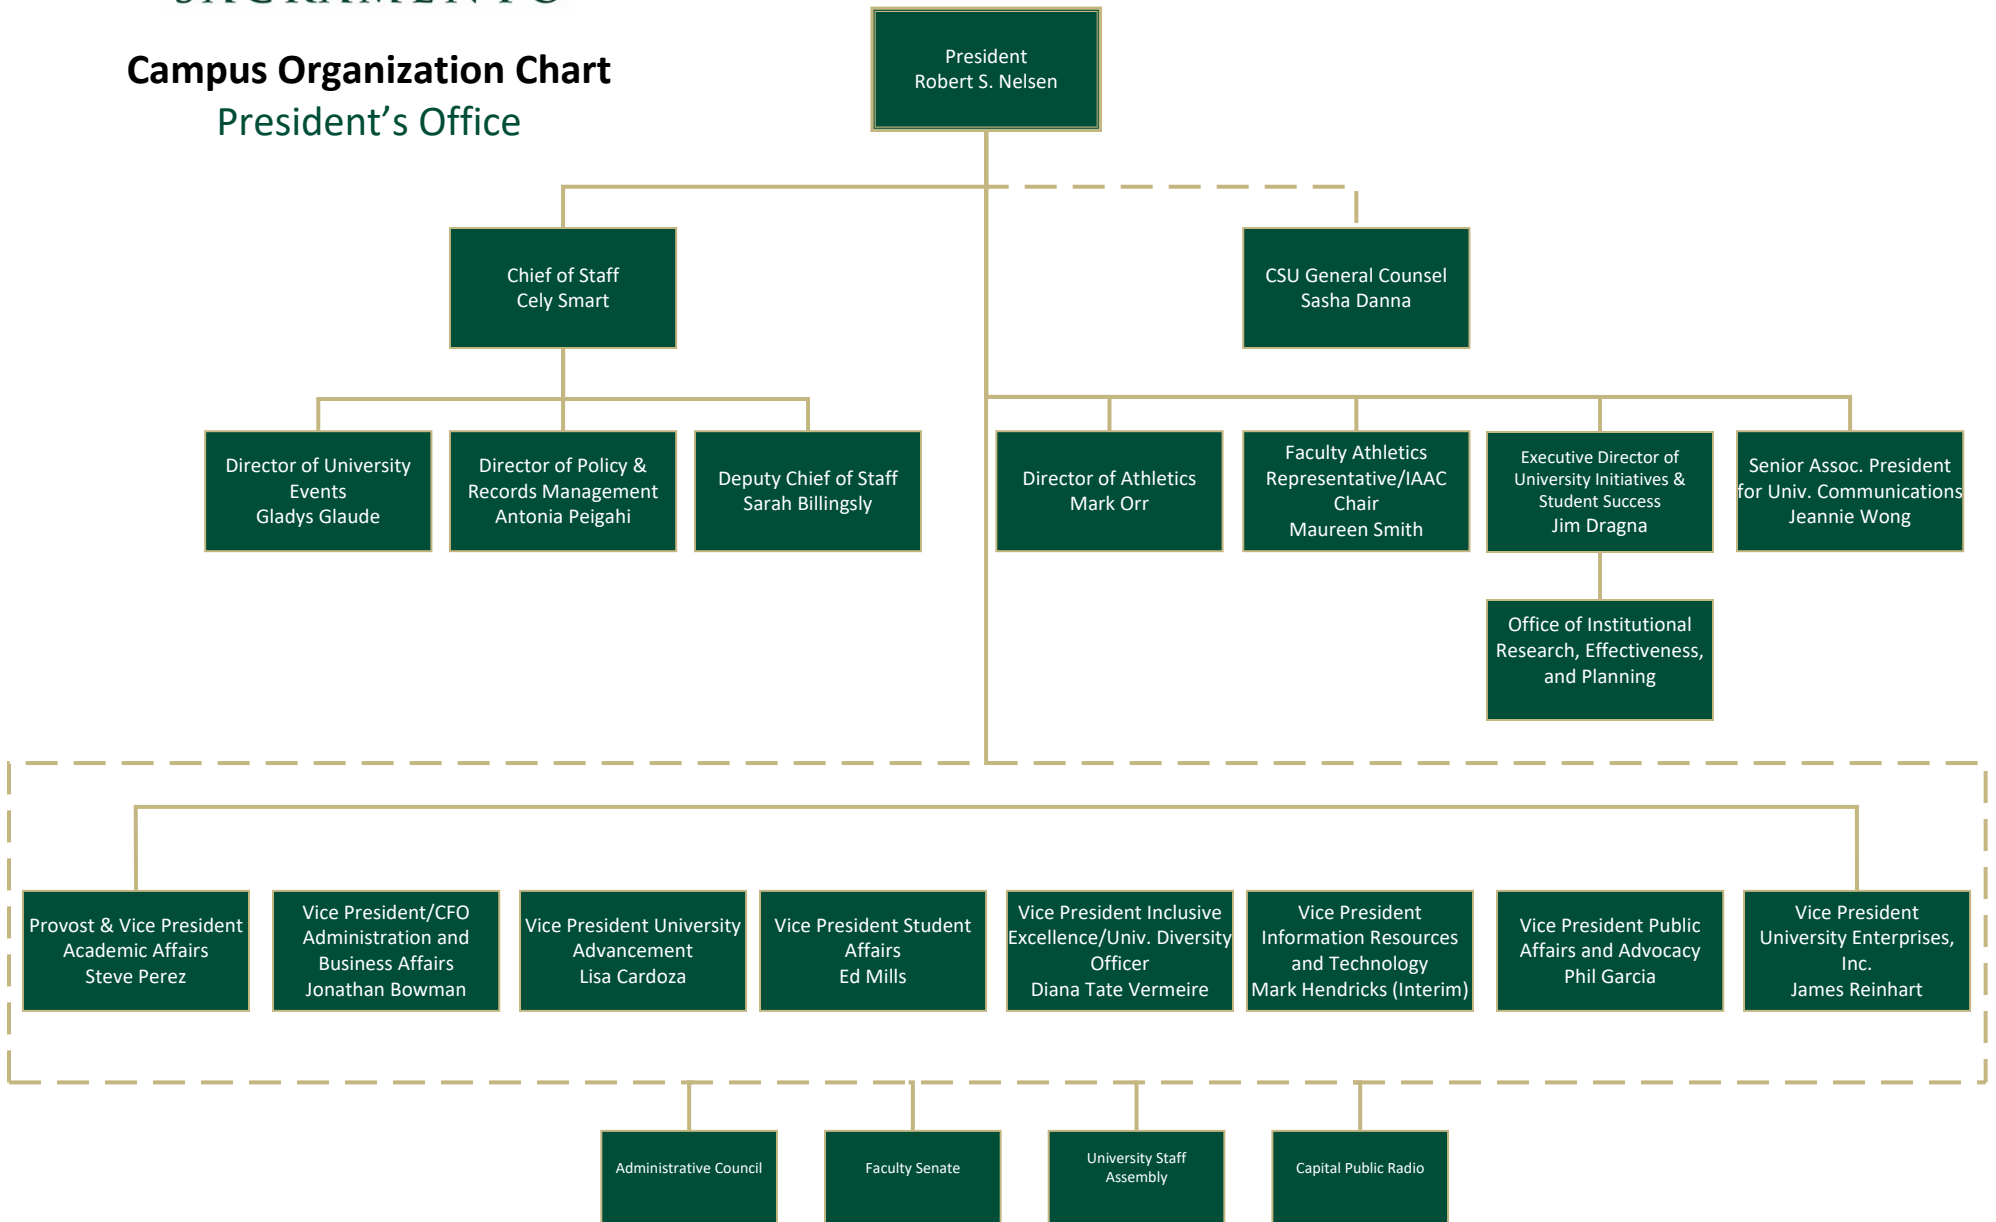 SACRAMENTO
Campus Organization Chart
President’s Office
President
Robert S. Nelsen
Chief of Staff
Cely Smart
CSU General Counsel
Sasha Danna
Director of University
Events
Gladys Glaude
Director of Policy &
Records Management
Antonia Peigahi
Deputy Chief of Staff
Sarah Billingsly
Director of Athletics
Mark Orr
Faculty Athletics
Representative/IAAC
Chair
Maureen Smith
Executive Director of
University Initiatives &
Student Success
Jim Dragna
Senior Assoc. President
for Univ. Communications
Jeannie Wong
Office of Institutional
Research, Effectiveness,
and Planning
Provost & Vice President
Academic Affairs
Steve Perez
Vice President/CFO
Administration and
Business Affairs
Jonathan Bowman
Vice President University
Advancement
Lisa Cardoza
Vice President Student
Affairs
Ed Mills
Vice President Inclusive
Excellence/Univ. Diversity
Officer
Diana Tate Vermeire
Vice President
Information Resources
and Technology
Mark Hendricks (Interim)
Vice President Public
Affairs and Advocacy
Phil Garcia
Vice President
University Enterprises,
Inc.
James Reinhart
Administrative Council
Faculty Senate
University Staff
Assembly
Capital Public Radio